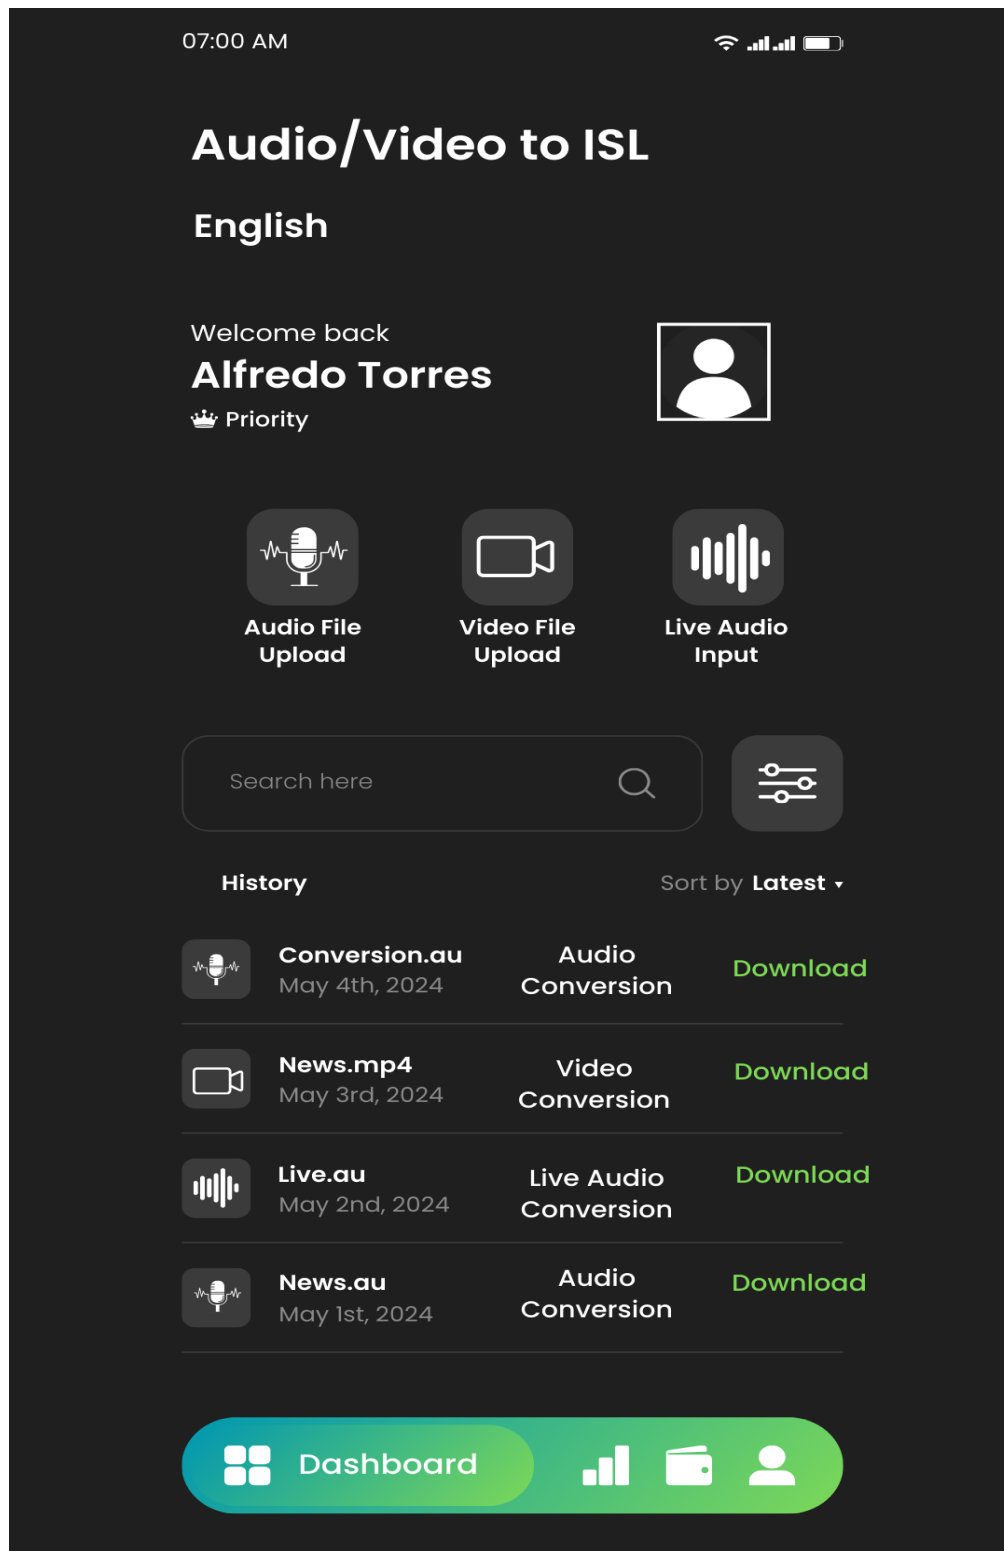 07:00 AM
Audio/Video to ISL
English
Welcome back
Alfredo Torres
Priority
Audio File
Upload
Video File
Upload
Live Audio
Input
Search here
History
Sort by Latest
Conversion.au
May 4th, 2024
Audio
Conversion
Download
News.mp4
May 3rd, 2024
Video
Conversion
Download
Live.au
May 2nd, 2024
Live Audio
Conversion
Download
News.au
May 1st, 2024
Audio
Conversion
Download
Dashboard